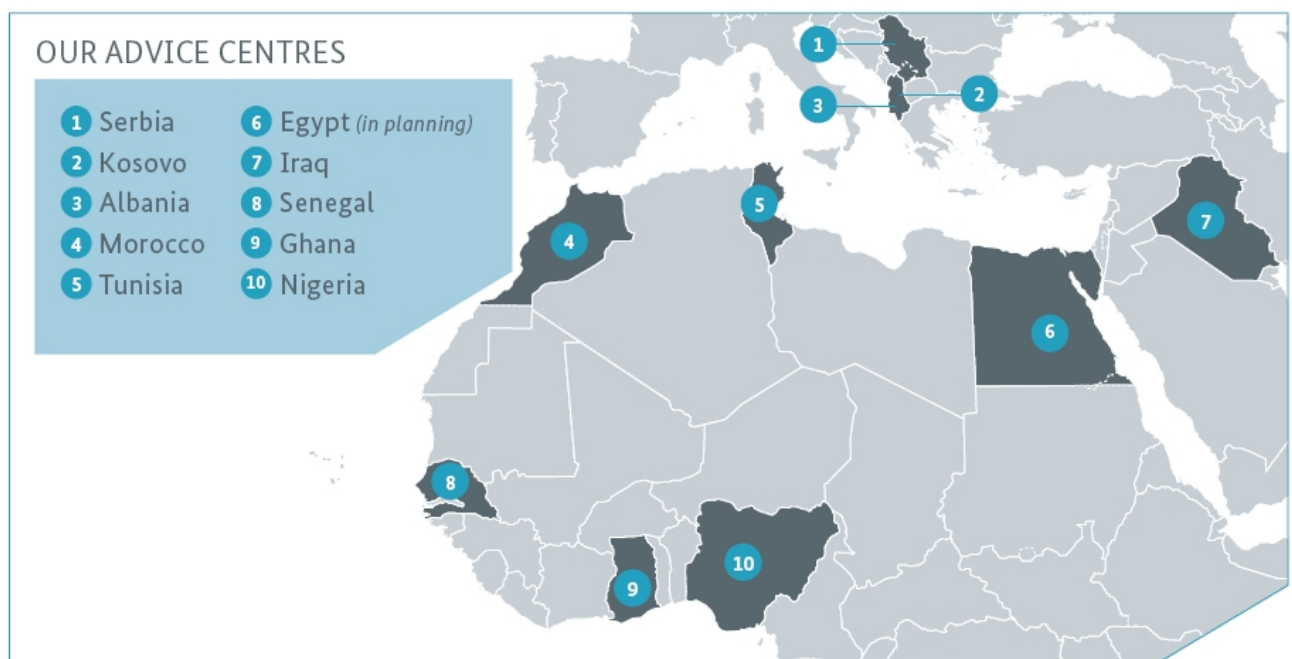 OUR ADVICE CENTRES
1 Serbia
2 Kosovo
3 Albania
4 Morocco
5 Tunisia
6 Egypt (in planning)
7 Iraq
8 Senegal
9 Ghana
10 Nigeria
1
2
3
4
5
6
7
8
9
10